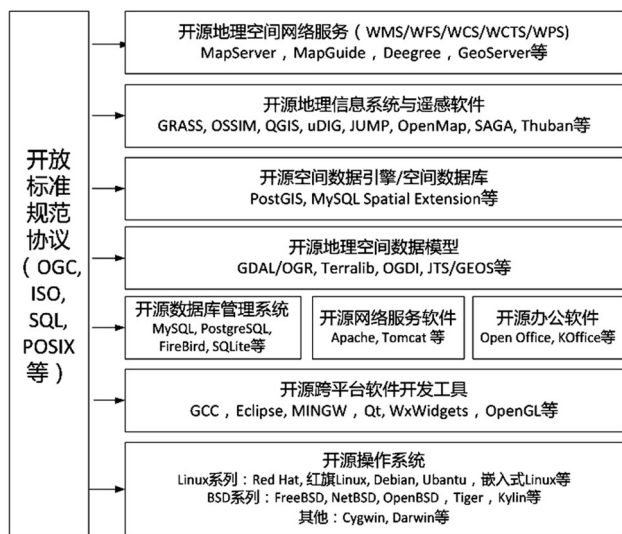 开放
标准
规范
协议
（OGC,
ISO,
SQL,
POSIX
等）
开源地理空间网络服务（WMS/WFS/WCS/WCTS/WPS)
MapServer，MapGuide，Deegree，GeoServer等
开源地理信息系统与遥感软件
GRASS, OSSIM, QGIS, uDIG, JUMP, OpenMap, SAGA, Thuban等
开源空间数据引擎/空间数据库
PostGIS, MySQL Spatial Extension等
开源地理空间数据模型
GDAL/OGR, Terralib, OGDI, JTS/GEOS等
开源数据库管理系统
MySQL, PostgreSQL,
FireBird, SQLite等
开源网络服务软件
Apache, Tomcat 等
开源办公软件
Open Office, KOffice等
开源跨平台软件开发工具
GCC，Eclipse, MINGW，Qt, WxWidgets，OpenGL等
开源操作系统
Linux系列：Red Hat, 红旗Linux, Debian, Ubantu，嵌入式Linux等
BSD系列：FreeBSD, NetBSD, OpenBSD，Tiger，Kylin等
其他：Cygwin, Darwin等